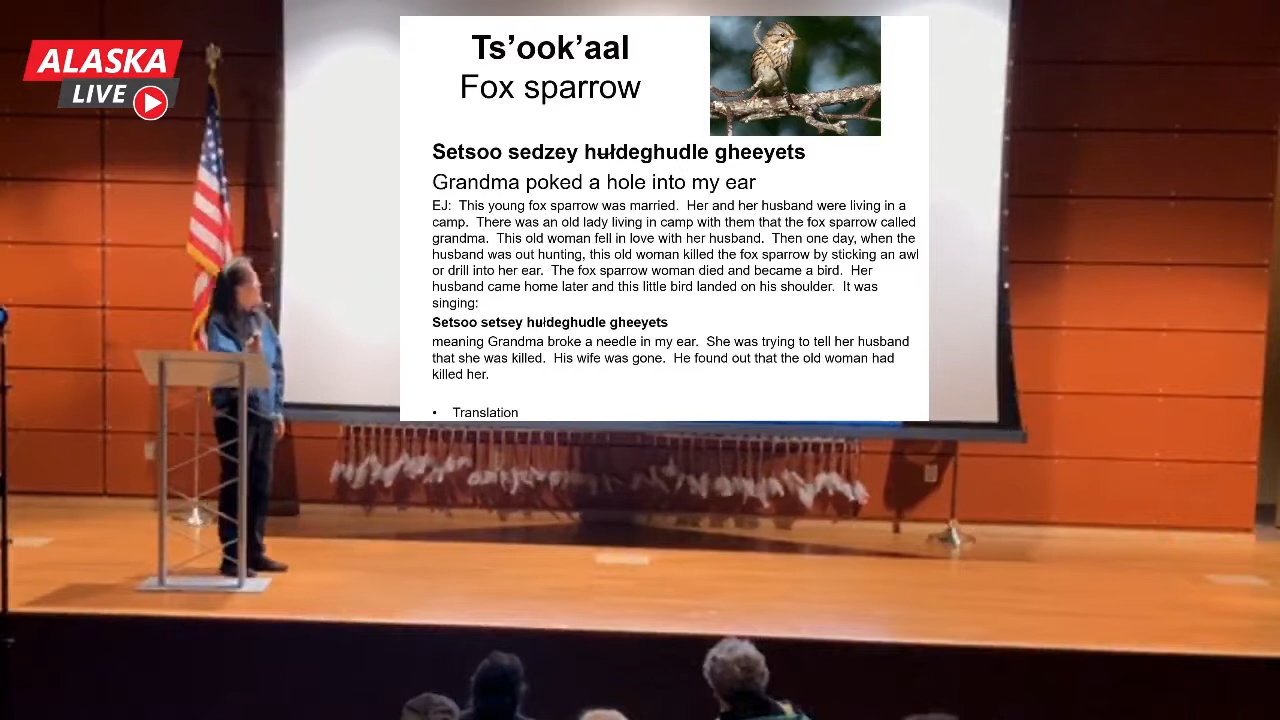 ALASKA
LIVE
Ts’ook’aal
Fox sparrow
Setsoo sedzey hʉłdeghudle gheeyets
Grandma poked a hole into my ear
EJ:  This young fox sparrow was married.  Her and her husband were living in a
camp.  There was an old lady living in camp with them that the fox sparrow called
grandma.  This old woman fell in love with her husband.  Then one day, when the
husband was out hunting, this old woman killed the fox sparrow by sticking an awl
or drill into her ear.  The fox sparrow woman died and became a bird.  Her
husband came home later and this little bird landed on his shoulder.  It was
singing:
Setsoo setsey hułdeghudle gheeyets
meaning Grandma broke a needle in my ear.  She was trying to tell her husband
that she was killed.  His wife was gone.  He found out that the old woman had
killed her.
• Translation